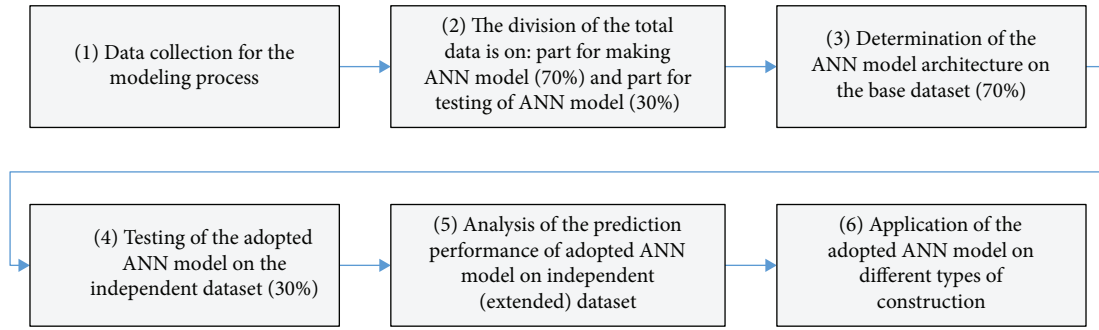 (1) Data collection for the
modeling process
(2) The division of the total
data is on: part for making
ANN model (70%) and part for
testing of ANN model (30%)
(3) Determination of the
ANN model architecture on
the base dataset (70%)
(4) Testing of the adopted
ANN model on the
independent dataset (30%)
(5) Analysis of the prediction
performance of adopted ANN
model on independent
(extended) dataset
(6) Application of the
adopted ANN model on
different types of
construction